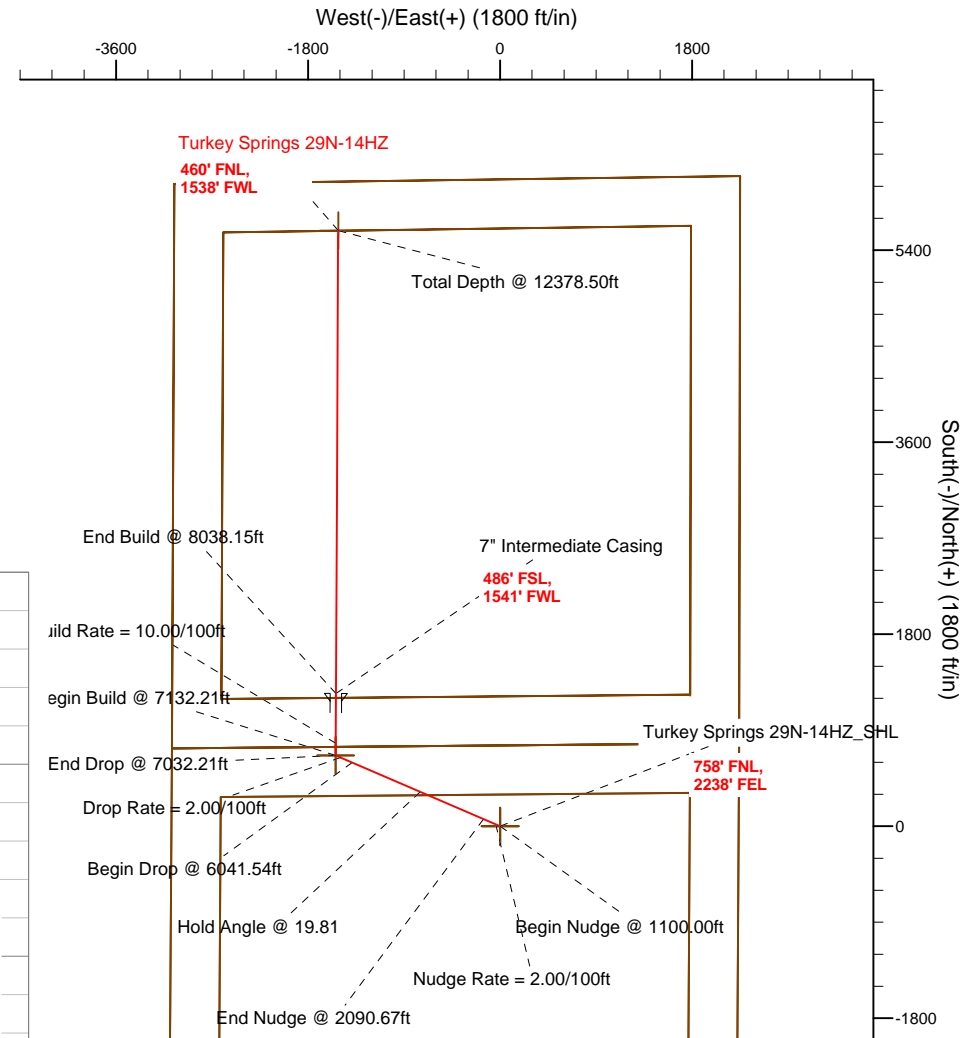 West(-)/East(+) (1800 ft/in)
-3600
-1800
0
1800
Turkey Springs 29N-14HZ
460' FNL,
1538' FWL
5400
Total Depth @ 12378.50ft
3600
South(-)/North(+) (1800 ft/in)
End Build @ 8038.15ft
7" Intermediate Casing
486' FSL,
1541' FWL
1800
uild Rate = 10.00/100ft
egin Build @ 7132.21ft
Turkey Springs 29N-14HZ_SHL
End Drop @ 7032.21ft
758' FNL,
2238' FEL
Drop Rate = 2.00/100ft
0
Begin Drop @ 6041.54ft
Hold Angle @ 19.81
Begin Nudge @ 1100.00ft
Nudge Rate = 2.00/100ft
End Nudge @ 2090.67ft
-1800